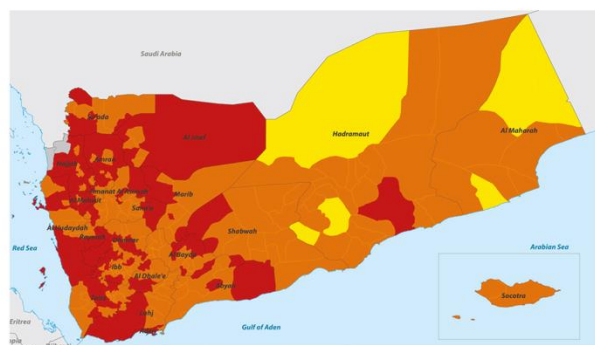 Saudi Arabia
Sa'ada
Al Jawf
Hadramaut
Al Maharah
Hajjah
Amran
Amanat Al Asimah
Al Mahwit
Sana'a
Marib
Al Hudaydah
Raymah
Dhamar
Shabwah
Al Bayda
Ibb
Al Dhale'e
Abyan
Taizz
Lahj
Aden
Red Sea
Arabian Sea
Gulf of Aden
Socotra
Eritrea